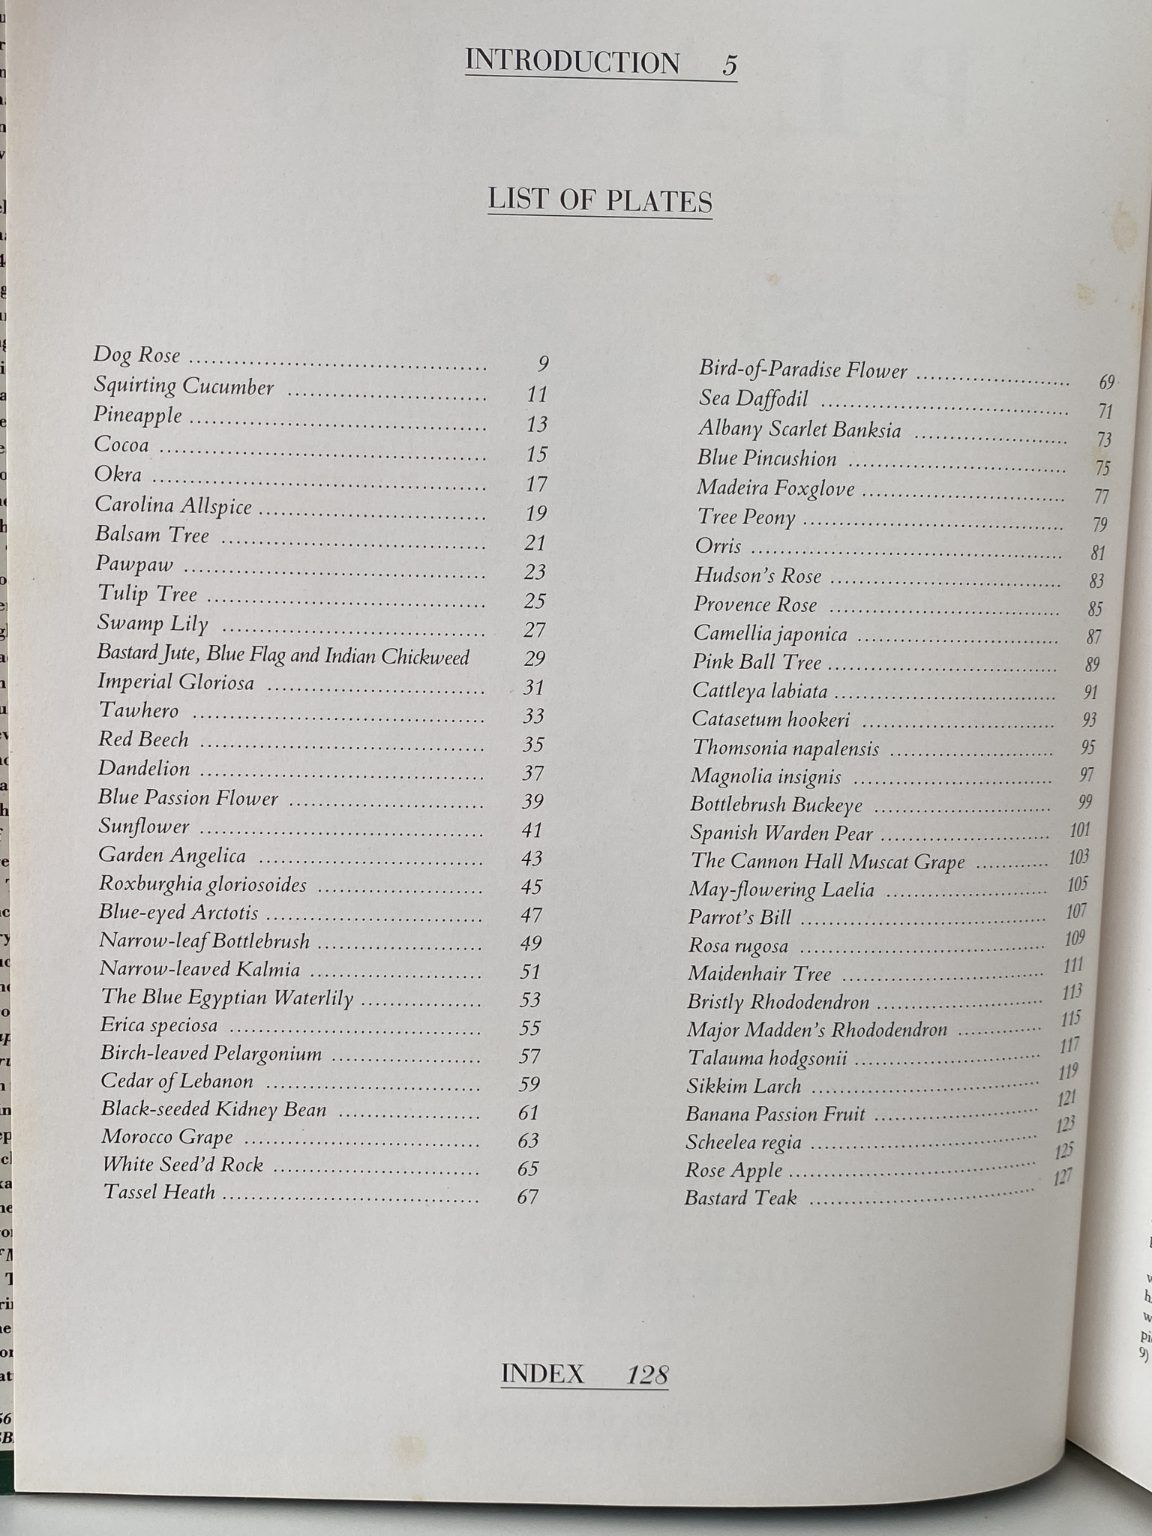 INTRODUCTION 5
LIST OF PLATES
Dog Rose 9
Squirting Cucumber 11
Pineapple 13
Cocoa 15
Okra 17
Carolina Allspice 19
Balsam Tree 21
Pawpaw 23
Tulip Tree 25
Swamp Lily 27
Bastard Jute, Blue Flag and Indian Chickweed 29
Imperial Gloriosa 31
Tawhero 33
Red Beech 35
Dandelion 37
Blue Passion Flower 39
Sunflower 41
Garden Angelica 43
Roxburghia gloriosoides 45
Blue-eyed Arctotis 47
Narrow-leaf Bottlebrush 49
Narrow-leaved Kalmia 51
The Blue Egyptian Waterlily 53
Erica speciosa 55
Birch-leaved Pelargonium 57
Cedar of Lebanon 59
Black-seeded Kidney Bean 61
Morocco Grape 63
White Seed'd Rock 65
Tassel Heath 67
Bird-of-Paradise Flower 69
Sea Daffodil 71
Albany Scarlet Banksia 73
Blue Pincushion 75
Madeira Foxglove 77
Tree Peony 79
Orris 81
Hudson's Rose 83
Provence Rose 85
Camellia japonica 87
Pink Ball Tree 89
Cattleya labiata 91
Catasetum hookeri 93
Thomsonia napalensis 95
Magnolia insignis 97
Bottlebrush Buckeye 99
Spanish Warden Pear 101
The Cannon Hall Muscat Grape 103
May-flowering Laelia 105
Parrot's Bill 107
Rosa rugosa 109
Maidenhair Tree 111
Bristly Rhododendron 113
Major Madden's Rhododendron 115
Talauma hodgsonii 117
Sikkim Larch 119
Banana Passion Fruit 121
Scheelea regia 123
Rose Apple 125
Bastard Teak 127
INDEX 128